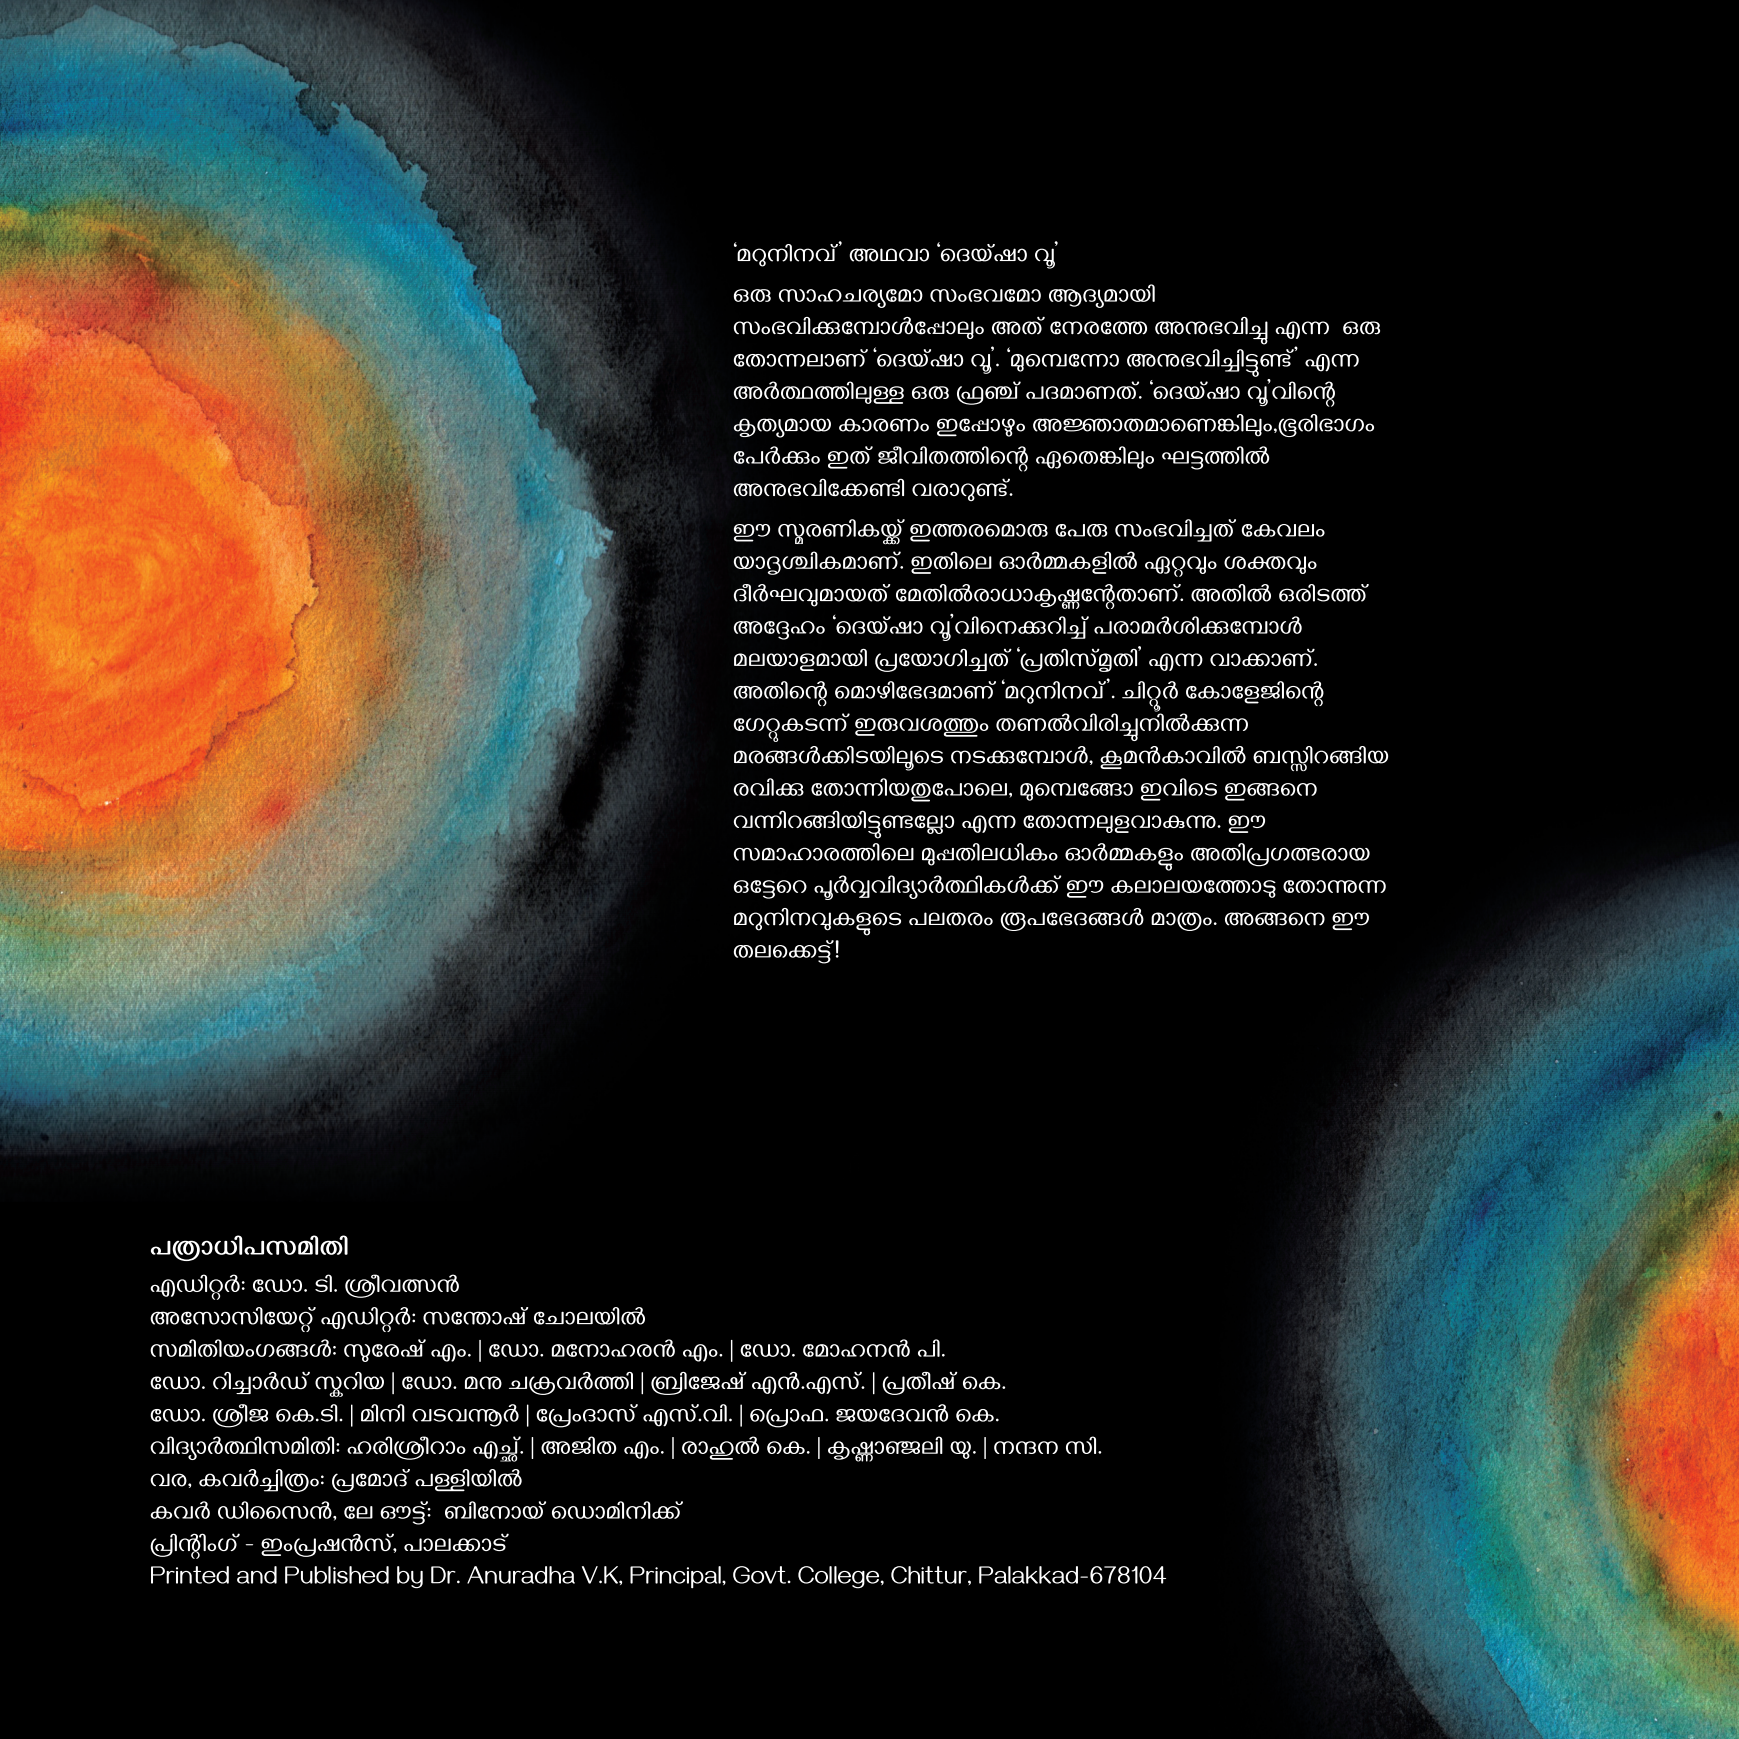 ‘മറുനിനവ്’ അഥവാ ‘ദെയ്ഷാ വൂ’
ഒരു സാഹചര്യമോ സംഭവമോ ആദ്യമായി
സംഭവിക്കുമ്പോൾപ്പോലും അത് നേരത്തേ അനുഭവിച്ചു എന്ന ഒരു
തോന്നലാണ് ‘ദെയ്ഷാ വൂ’. ‘മുമ്പെന്നോ അനുഭവിച്ചിട്ടുണ്ട്’ എന്ന
അർത്ഥത്തിലുള്ള ഒരു ഫ്രഞ്ച് പദമാണത്. ‘ദെയ്ഷാ വൂ’വിന്റെ
കൃത്യമായ കാരണം ഇപ്പോഴും അജ്ഞാതമാണെങ്കിലും,ഭൂരിഭാഗം
പേർക്കും ഇത് ജീവിതത്തിന്റെ ഏതെങ്കിലും ഘട്ടത്തിൽ
അനുഭവിക്കേണ്ടി വരാറുണ്ട്.
ഈ സ്മരണികയ്ക്ക് ഇത്തരമൊരു പേരു സംഭവിച്ചത് കേവലം
യാദൃശ്ചികമാണ്. ഇതിലെ ഓർമ്മകളിൽ ഏറ്റവും ശക്തവും
ദീർഘവുമായത് മേതിൽരാധാകൃഷ്ണന്റേതാണ്. അതിൽ ഒരിടത്ത്
അദ്ദേഹം ‘ദെയ്ഷാ വൂ’വിനെക്കുറിച്ച് പരാമർശിക്കുമ്പോൾ
മലയാളമായി പ്രയോഗിച്ചത് ‘പ്രതിസ്മൃതി’ എന്ന വാക്കാണ്.
അതിന്റെ മൊഴിഭേദമാണ് ‘മറുനിനവ്’. ചിറ്റൂർ കോളേജിന്റെ
ഗേറ്റുകടന്ന് ഇരുവശത്തും തണൽവിരിച്ചുനിൽക്കുന്ന
മരങ്ങൾക്കിടയിലൂടെ നടക്കുമ്പോൾ, കൂമൻകാവിൽ ബസ്സിറങ്ങിയ
രവിക്കു തോന്നിയതുപോലെ, മുമ്പെങ്ങോ ഇവിടെ ഇങ്ങനെ
വന്നിറങ്ങിയിട്ടുണ്ടല്ലോ എന്ന തോന്നലുളവാകുന്നു. ഈ
സമാഹാരത്തിലെ മുപ്പതിലധികം ഓർമ്മകളും അതിപ്രഗത്ഭരായ
ഒട്ടേറെ പൂർവ്വവിദ്യാർത്ഥികൾക്ക് ഈ കലാലയത്തോടു തോന്നുന്ന
മറുനിനവുകളുടെ പലതരം രൂപഭേദങ്ങൾ മാത്രം. അങ്ങനെ ഈ
തലക്കെട്ട്!
പത്രാധിപസമിതി
എഡിറ്റർ: ഡോ. ടി. ശ്രീവത്സൻ
അസോസിയേറ്റ് എഡിറ്റർ: സന്തോഷ് ചോലയിൽ
സമിതിയംഗങ്ങൾ: സുരേഷ് എം. | ഡോ. മനോഹരൻ എം. | ഡോ. മോഹനൻ പി.
ഡോ. റിച്ചാർഡ് സ്കറിയ | ഡോ. മനു ചക്രവർത്തി | ബ്രിജേഷ് എൻ.എസ്. | പ്രതീഷ് കെ.
ഡോ. ശ്രീജ കെ.ടി. | മിനി വടവന്നൂർ | പ്രേംദാസ് എസ്.വി. | പ്രൊഫ. ജയദേവൻ കെ.
വിദ്യാർത്ഥിസമിതി: ഹരിശ്രീറാം എച്ച്. | അജിത എം. | രാഹുൽ കെ. | കൃഷ്ണാഞ്ജലി യു. | നന്ദന സി.
വര, കവർച്ചിത്രം: പ്രമോദ് പള്ളിയിൽ
കവർ ഡിസൈൻ, ലേ ഔട്ട്: ബിനോയ് ഡൊമിനിക്ക്
പ്രിന്റിംഗ് - ഇംപ്രഷൻസ്, പാലക്കാട്
Printed and Published by Dr. Anuradha V.K, Principal, Govt. College, Chittur, Palakkad-678104